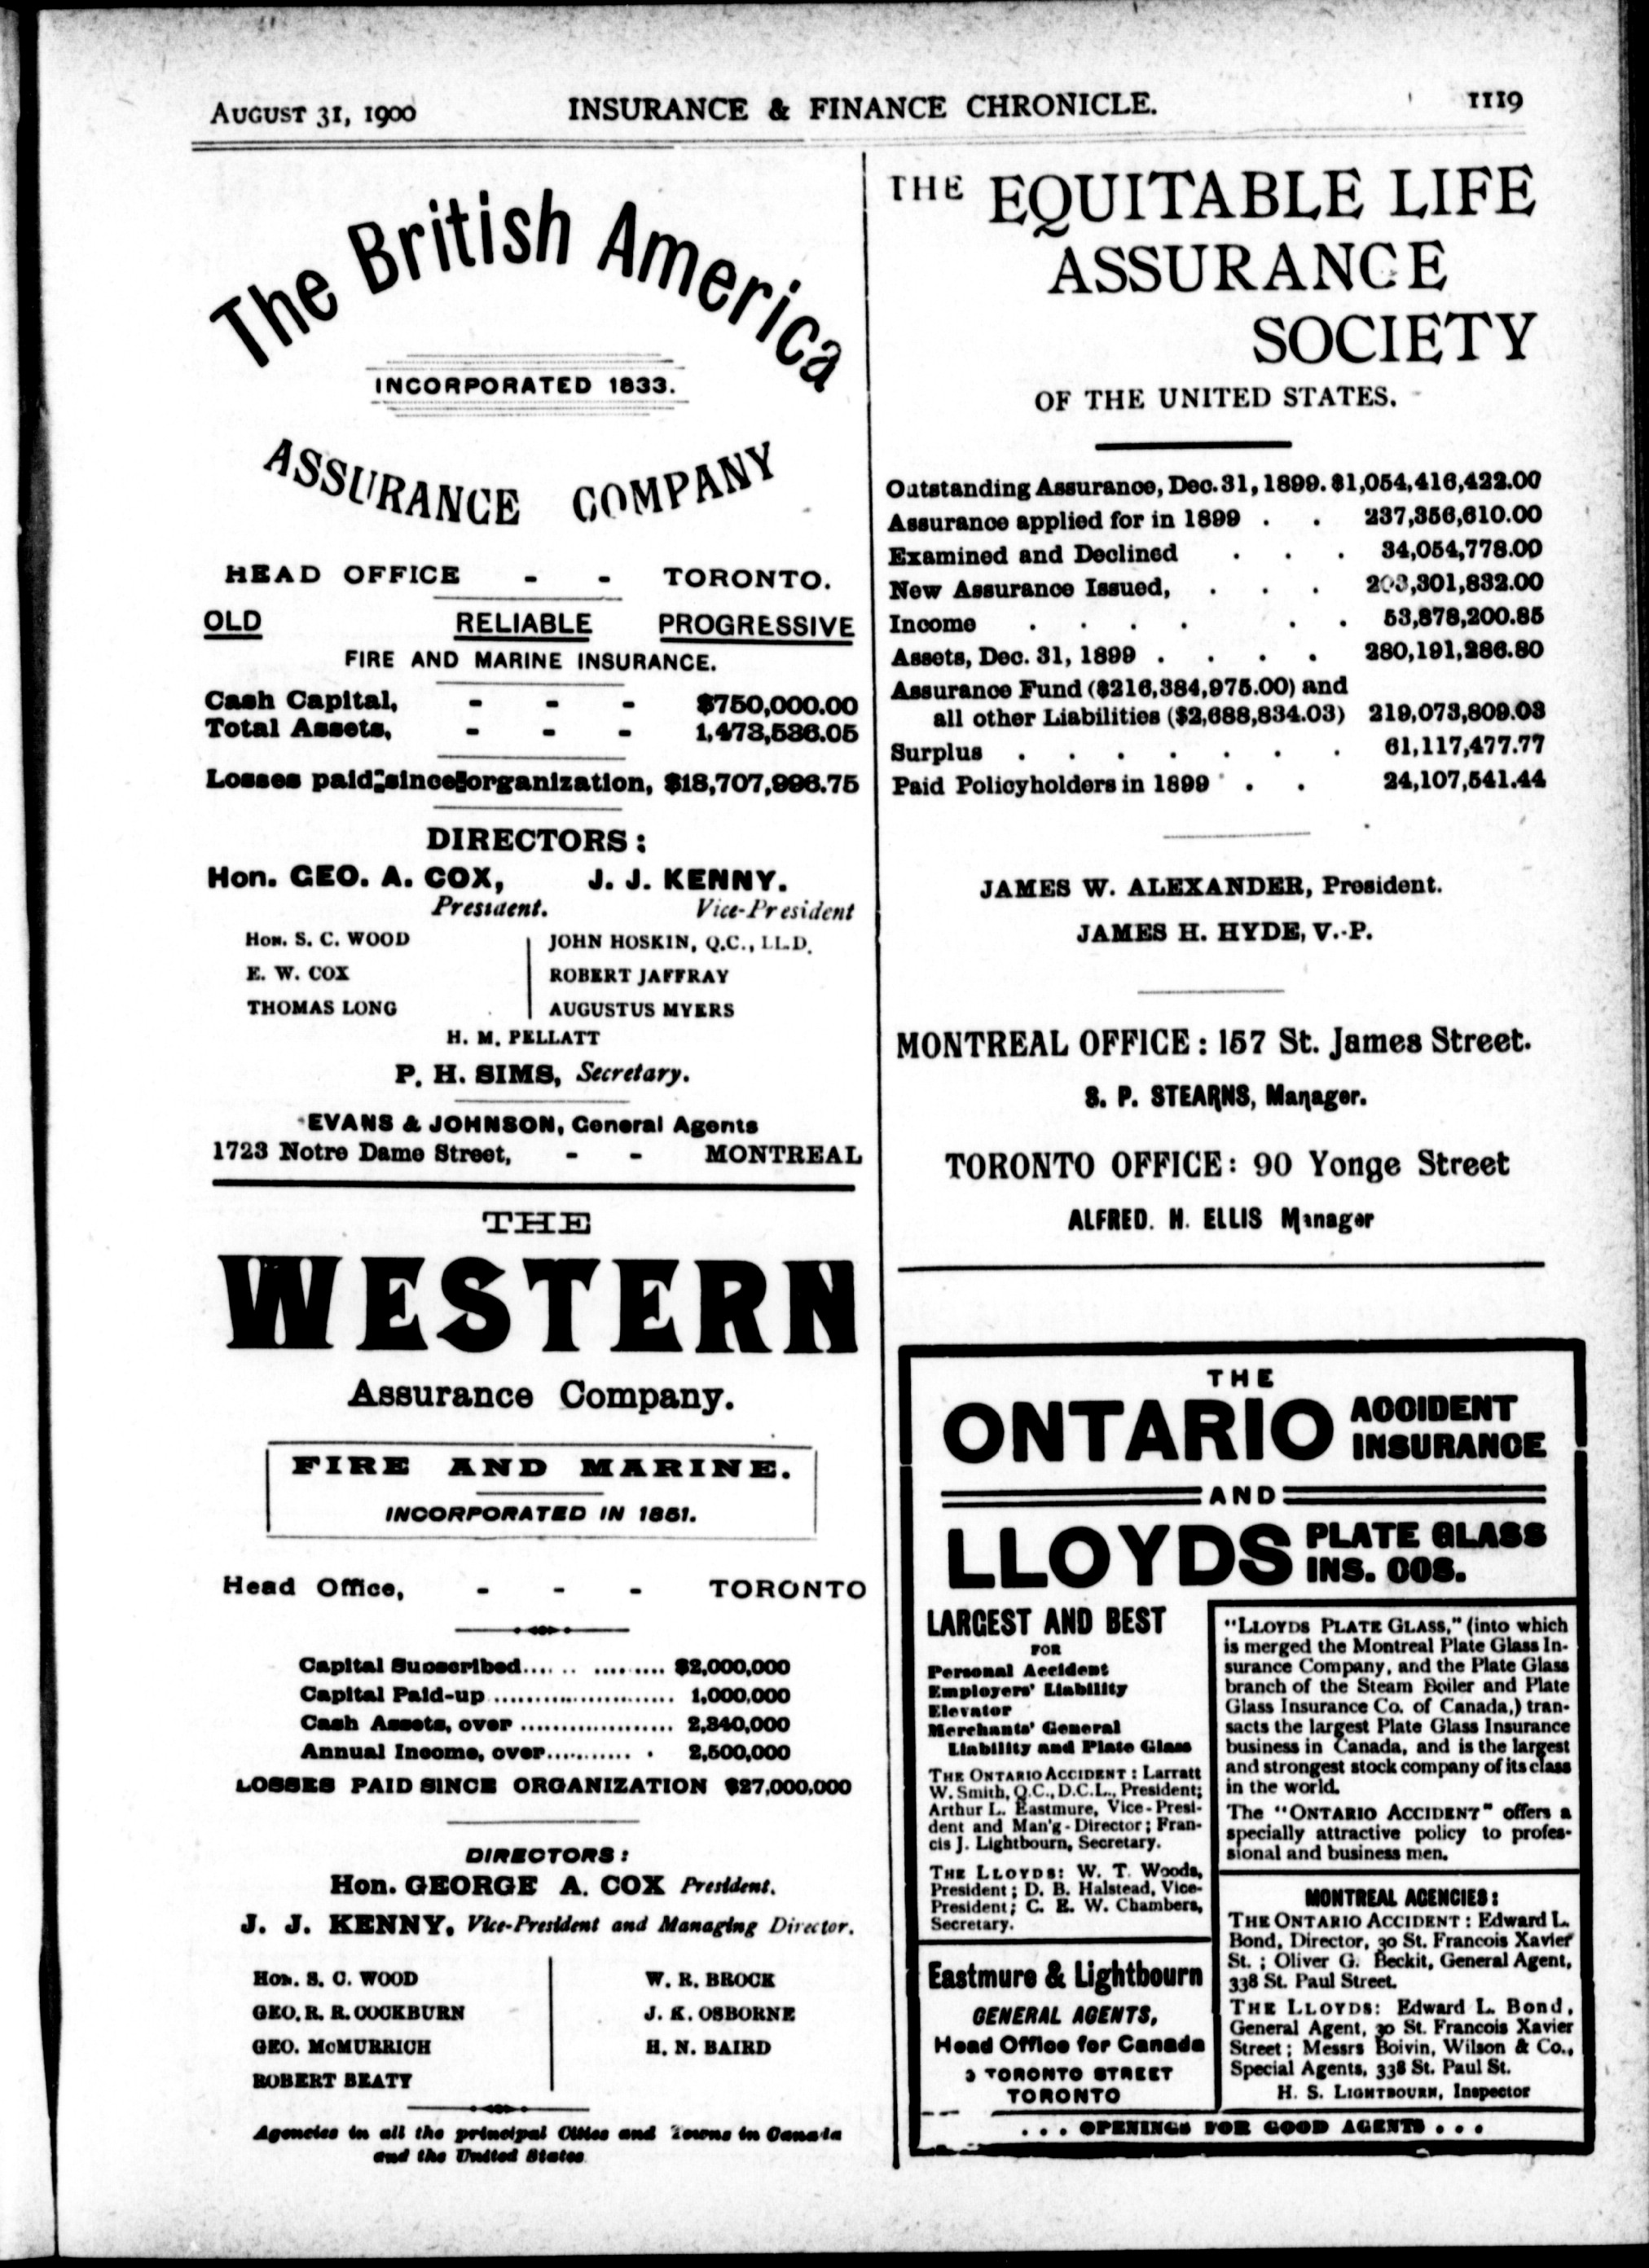 AUGUST 31, 1900 INSURANCE & FINANCE CHRONICLE. 1119
The British America
INCORPORATED 1833.
ASSURANCE COMPANY
HEAD OFFICE - - TORONTO.
OLD RELIABLE PROGRESSIVE
FIRE AND MARINE INSURANCE.
Cash Capital, - - - $750,000.00
Total Assets, - - - 1,473,536.05
Losses paid since organization, $18,707,996.75
DIRECTORS:
Hon. GEO. A. COX, J. J. KENNY.
President. Vice-President
HON. S. C. WOOD JOHN HOSKIN, Q.C., LL.D.
E. W. COX ROBERT JAFFRAY
THOMAS LONG AUGUSTUS MYERS
H. M. PELLATT
P. H. SIMS, Secretary.
EVANS & JOHNSON, General Agents
1723 Notre Dame Street, - - MONTREAL
THE
WESTERN
Assurance Company.
FIRE AND MARINE.
INCORPORATED IN 1851.
Head Office, - - - TORONTO
Capital Subscribed........ $2,000,000
Capital Paid-up........ 1,000,000
Cash Assets, over........ 2,340,000
Annual Income, over........ 2,500,000
LOSSES PAID SINCE ORGANIZATION $27,000,000
DIRECTORS:
Hon. GEORGE A. COX President.
J. J. KENNY, Vice-President and Managing Director.
HON. S. C. WOOD W. R. BROCK
GEO. R. R. COCKBURN J. K. OSBORNE
GEO. McMURRICH H. N. BAIRD
ROBERT BEATY
Agencies in all the principal Cities and Towns in Canada
and the United States
THE EQUITABLE LIFE
ASSURANCE
SOCIETY
OF THE UNITED STATES.
Outstanding Assurance, Dec. 31, 1899. $1,054,416,422.00
Assurance applied for in 1899 . . 237,356,610.00
Examined and Declined . . . 34,054,778.00
New Assurance Issued, . . . 203,301,832.00
Income . . . . . . 53,878,200.85
Assets, Dec. 31, 1899 . . . . 280,191,286.80
Assurance Fund ($216,384,975.00) and
all other Liabilities ($2,688,834.03) 219,073,809.03
Surplus . . . . . . . 61,117,477.77
Paid Policyholders in 1899 . . 24,107,541.44
JAMES W. ALEXANDER, President.
JAMES H. HYDE, V.-P.
MONTREAL OFFICE: 157 St. James Street.
S. P. STEARNS, Manager.
TORONTO OFFICE: 90 Yonge Street
ALFRED. H. ELLIS Manager
THE
ONTARIO ACCIDENT
INSURANCE
AND
LLOYDS PLATE GLASS
INS. COS.
LARGEST AND BEST
FOR
Personal Accident
Employers' Liability
Elevator
Merchants' General
Liability and Plate Glass
THE ONTARIO ACCIDENT: Larratt
W. Smith, Q.C., D.C.L., President;
Arthur L. Eastmure, Vice-Presi-
dent and Man'g-Director; Fran-
cis J. Lightbourn, Secretary.
THE LLOYDS: W. T. Woods,
President; D. B. Halstead, Vice-
President; C. E. W. Chambers,
Secretary.
Eastmure & Lightbourn
GENERAL AGENTS,
Head Office for Canada
3 TORONTO STREET
TORONTO
"LLOYDS PLATE GLASS," (into which
is merged the Montreal Plate Glass In-
surance Company, and the Plate Glass
branch of the Steam Boiler and Plate
Glass Insurance Co. of Canada,) tran-
sacts the largest Plate Glass Insurance
business in Canada, and is the largest
and strongest stock company of its class
in the world.
The "ONTARIO ACCIDENT" offers a
specially attractive policy to profes-
sional and business men.
MONTREAL AGENCIES:
THE ONTARIO ACCIDENT: Edward L.
Bond, Director, 30 St. Francois Xavier
St.; Oliver G. Beckit, General Agent,
338 St. Paul Street.
THE LLOYDS: Edward L. Bond,
General Agent, 30 St. Francois Xavier
Street; Messrs Boivin, Wilson & Co.,
Special Agents, 338 St. Paul St.
H. S. LIGHTBOURN, Inspector
... OPENINGS FOR GOOD AGENTS ...